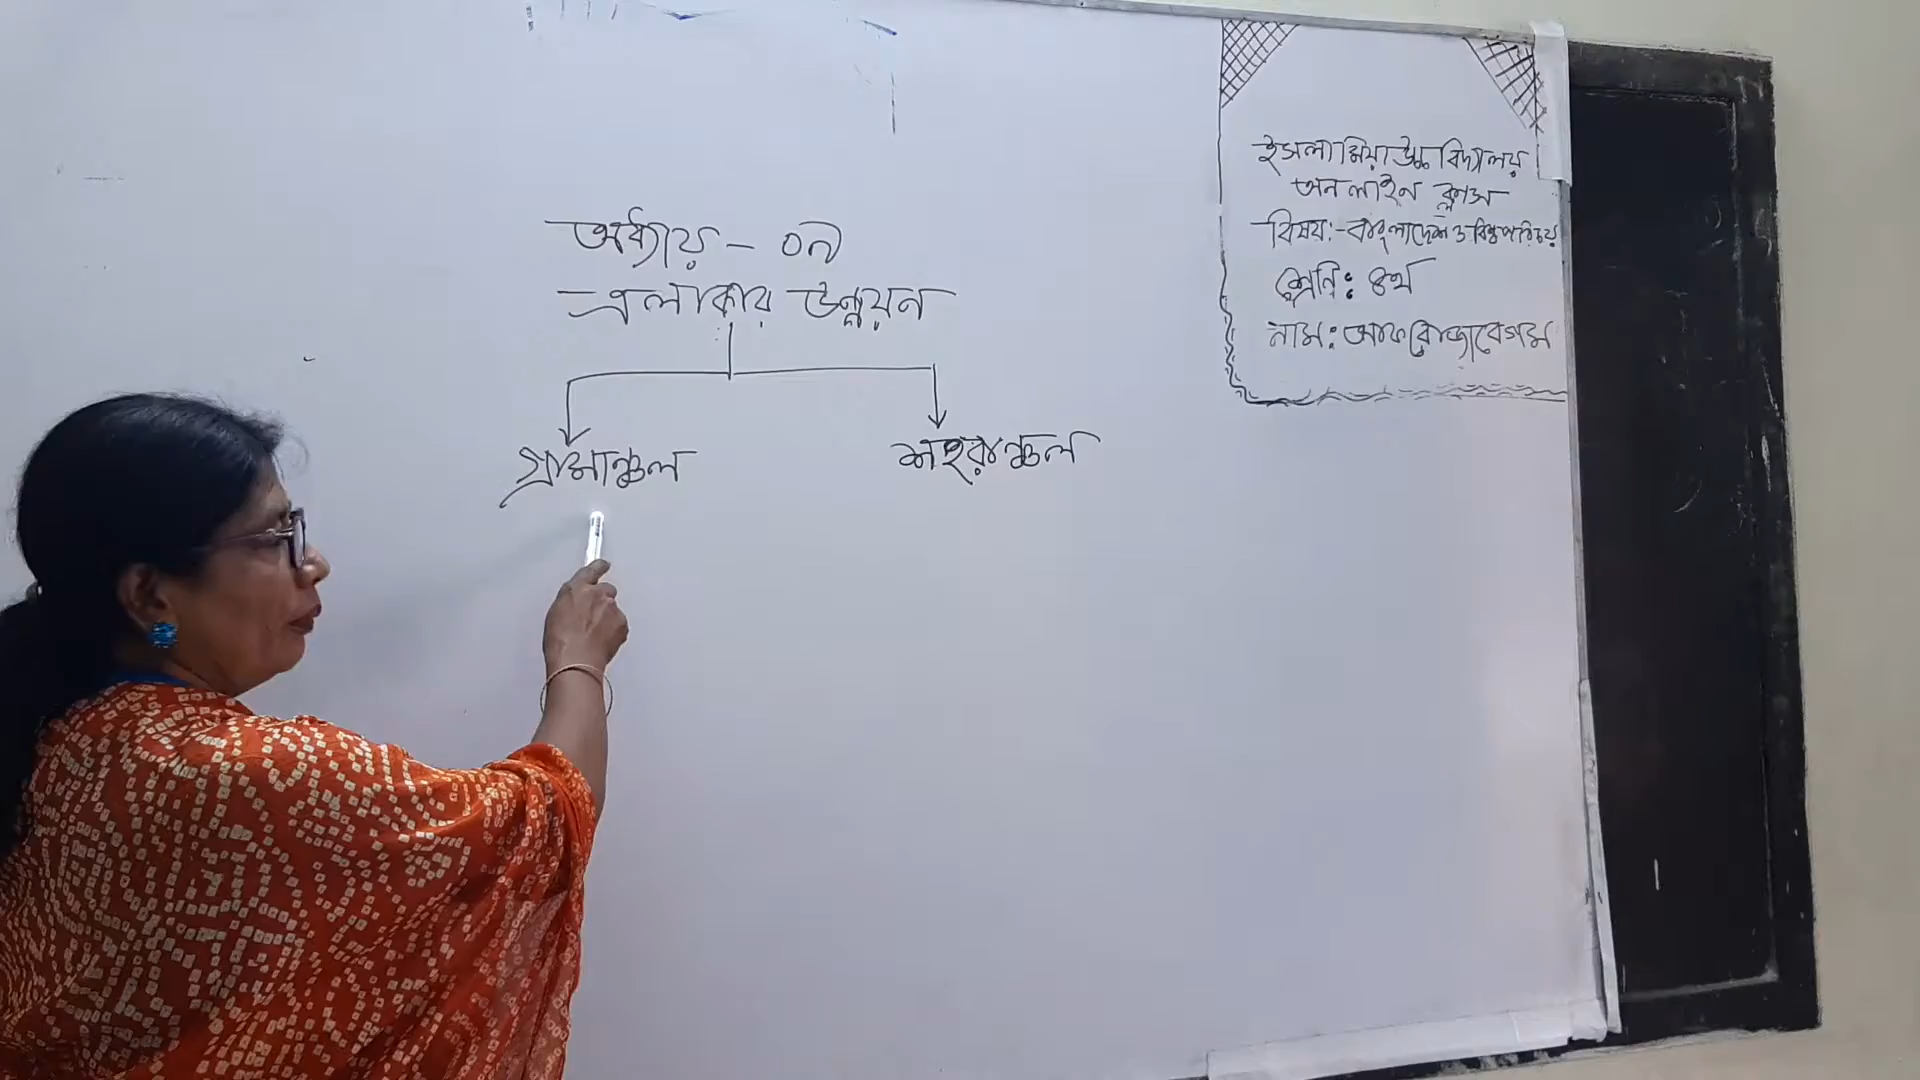 অধ্যায় - ০৭
এলাকার উন্নয়ন
গ্রামাঞ্চল
শহরাঞ্চল
ইসলামিয়া উচ্চ বিদ্যালয়
অনলাইন ক্লাস
বিষয়:- বাংলাদেশ ও বিশ্বপরিচয়
শ্রেণি: ৪র্থ
নাম: আফরোজা বেগম